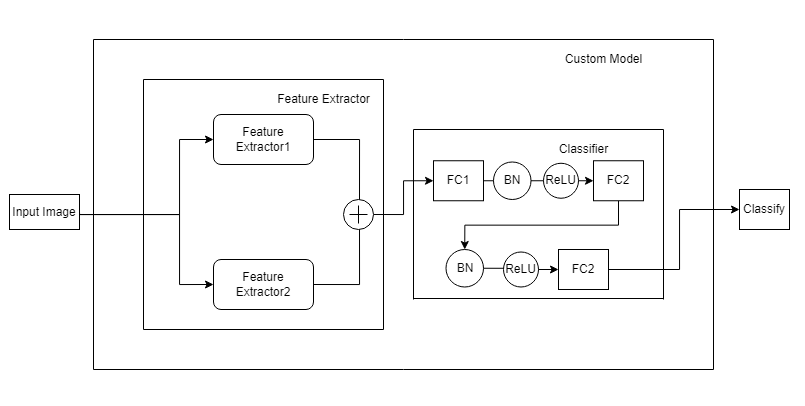 Custom Model
Feature Extractor
Feature
Extractor1
Classifier
FC1
BN
ReLU
FC2
Input Image
Classify
Feature
Extractor2
BN
ReLU
FC2